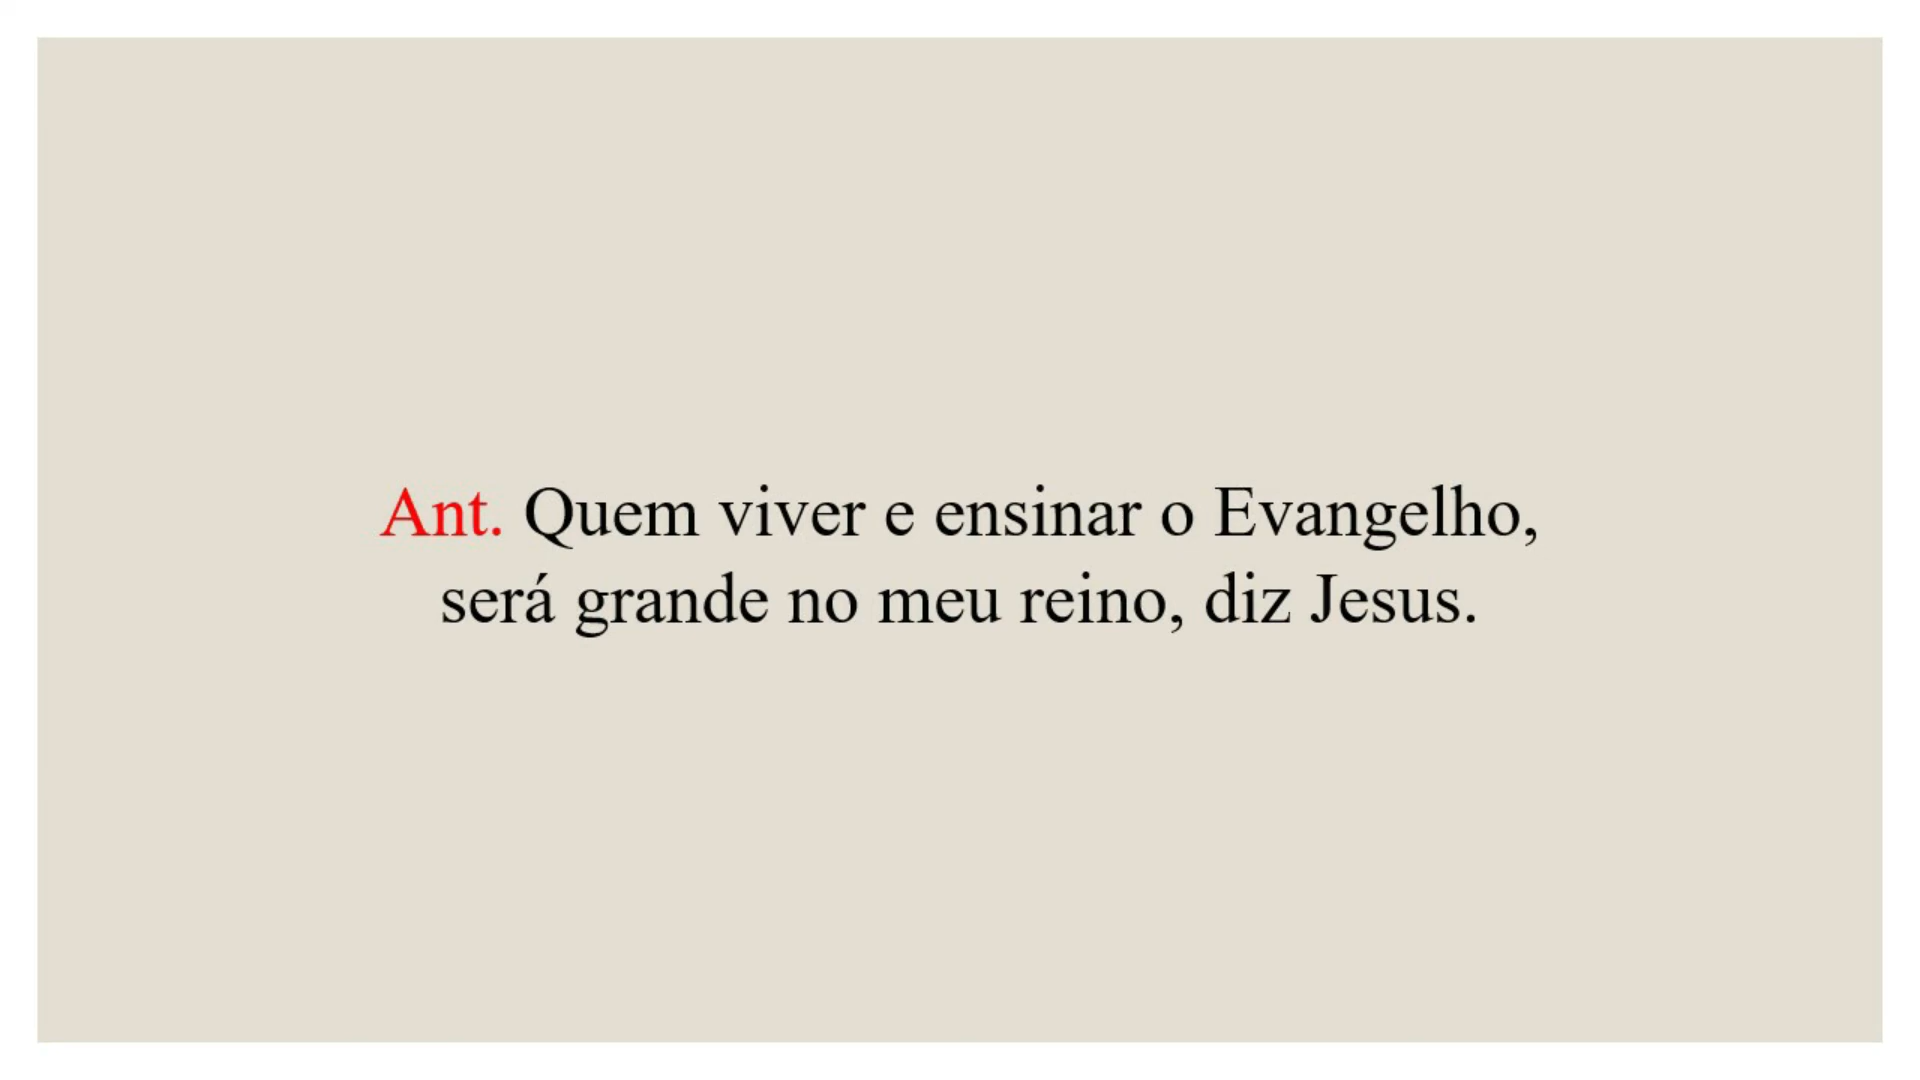 Ant. Quem viver e ensinar o Evangelho,
será grande no meu reino, diz Jesus.